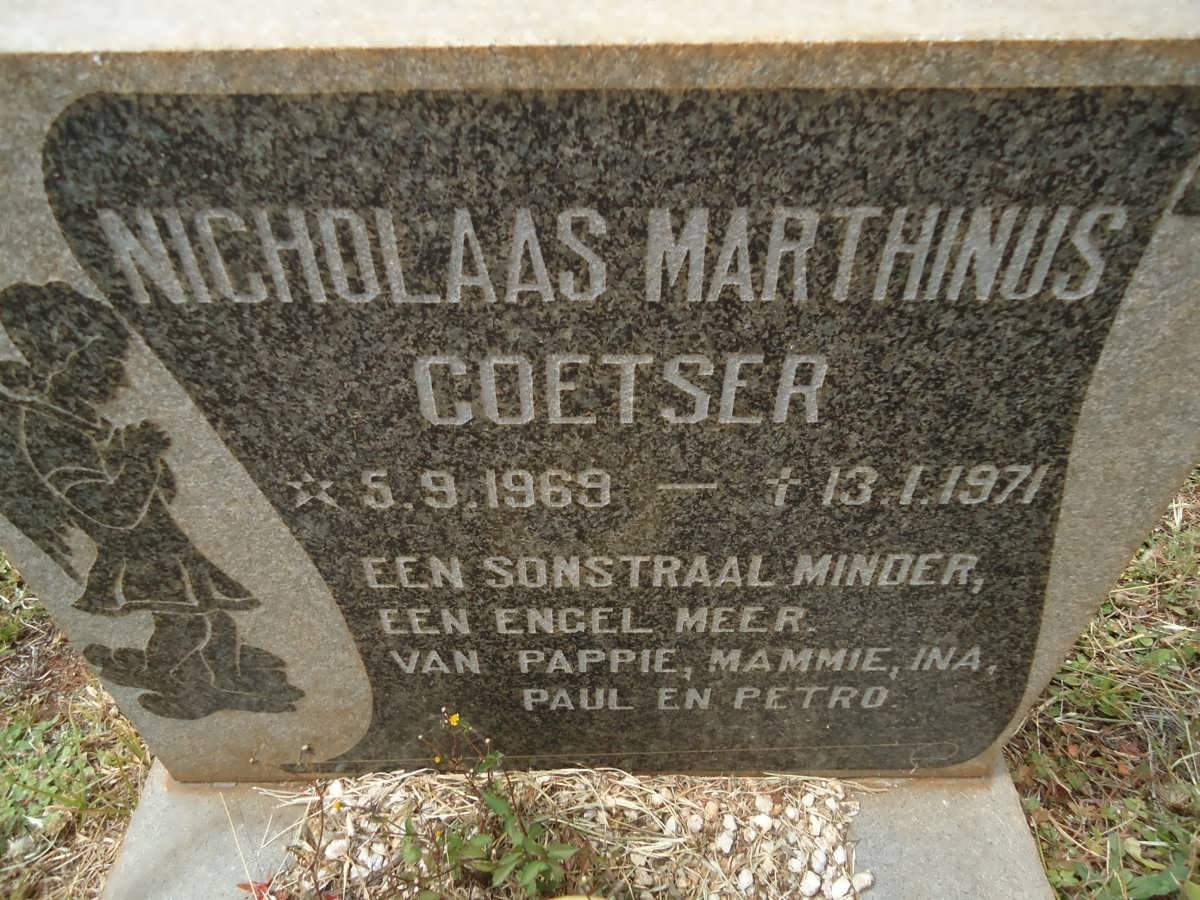 NICHOLAAS MARTHINUS
COETSER
☆ 5.9.1969 — † 13.1.1971
EEN SONSTRAAL MINDER,
EEN ENGEL MEER.
VAN PAPPIE, MAMMIE, INA,
PAUL EN PETRO.